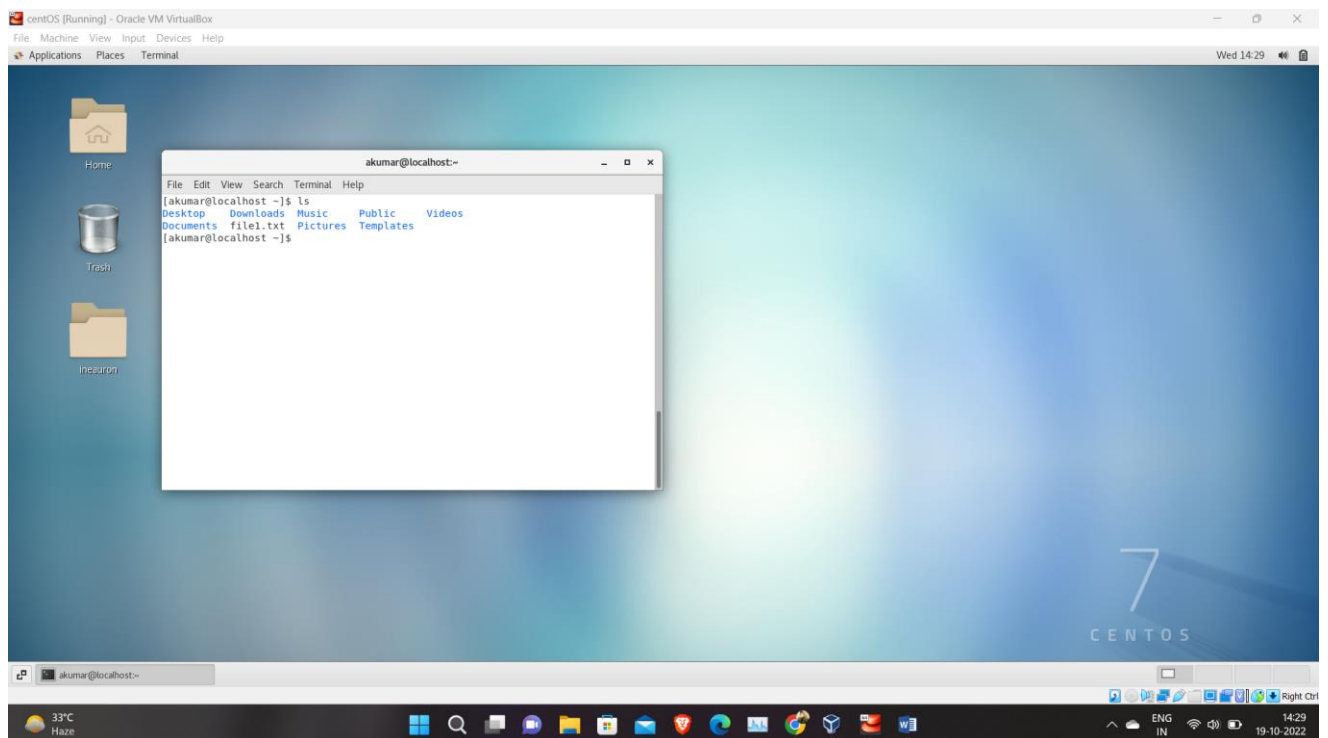 centOS [Running] - Oracle VM VirtualBox
File Machine View Input Devices Help
Applications Places Terminal Wed 14:29
Home
Trash
ineauron
akumar@localhost:~
File Edit View Search Terminal Help
[akumar@localhost ~]$ ls
Desktop Downloads Music Public Videos
Documents file1.txt Pictures Templates
[akumar@localhost ~]$
7
CENTOS
akumar@localhost:~
Right Ctrl
33°C
Haze
ENG
IN
14:29
19-10-2022